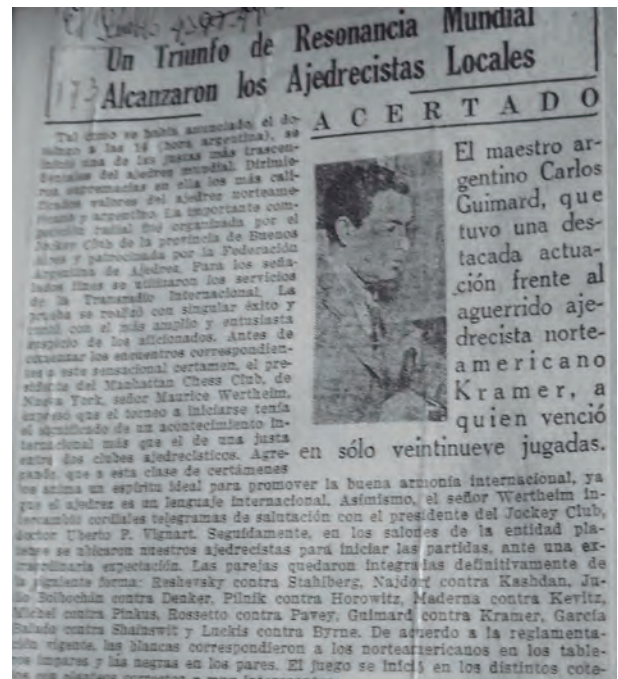 El
173
Un Triunfo de Resonancia Mundial
Alcanzaron los Ajedrecistas Locales
Tal como se había anunciado, el do-
mingo a las 14 (hora argentina), se
inició una de las justas más trascen-
dentales del ajedrez mundial. Dirimie-
ron supremacías en ella los más cali-
ficados valores del ajedrez norteame-
ricano y argentino. La importante com-
petición radial fué organizada por el
Jockey Club de la provincia de Buenos
Aires y patrocinada por la Federación
Argentina de Ajedrez. Para los seña-
lados fines se utilizaron los servicios
de la Transradio Internacional. La
prueba se realizó con singular éxito y
contó con el más amplio y entusiasta
auspicio de los aficionados. Antes de
comenzar los encuentros correspondien-
tes a este sensacional certamen, el pre-
sidente del Manhattan Chess Club, de
Nueva York, señor Maurice Wertheim,
expresó que el torneo a iniciarse tenía
el significado de un acontecimiento in-
ternacional más que el de una justa
entre dos clubes ajedrecísticos. Agre-
gando, que a esta clase de certámenes
los anima un espíritu ideal para promover la buena armonía internacional, ya
que el ajedrez es un lenguaje internacional. Asimismo, el señor Wertheim in-
tercambió cordiales telegramas de salutación con el presidente del Jockey Club,
doctor Uberto P. Vignart. Seguidamente, en los salones de la entidad pla-
tense se ubicaron nuestros ajedrecistas para iniciar las partidas, ante una ex-
traordinaria expectación. Las parejas quedaron integradas definitivamente de
la siguiente forma: Reshevsky contra Stahlberg, Najdorf contra Kashdan, Ju-
lio Bolbochán contra Denker, Pilnik contra Horowitz, Maderna contra Kevitz,
Michel contra Pinkus, Rossetto contra Pavey, Guimard contra Kramer, García
Balado contra Shainswit y Luckis contra Byrne. De acuerdo a la reglamenta-
ción vigente, las blancas correspondieron a los norteamericanos en los table-
ros impares y las negras en los pares. El juego se inició en los distintos cote-
ACERTADO
El maestro ar-
gentino Carlos
Guimard, que
tuvo una des-
tacada actua-
ción frente al
aguerrido aje-
drecista norte-
americano
Kramer, a
quien venció
en sólo veintinueve jugadas.